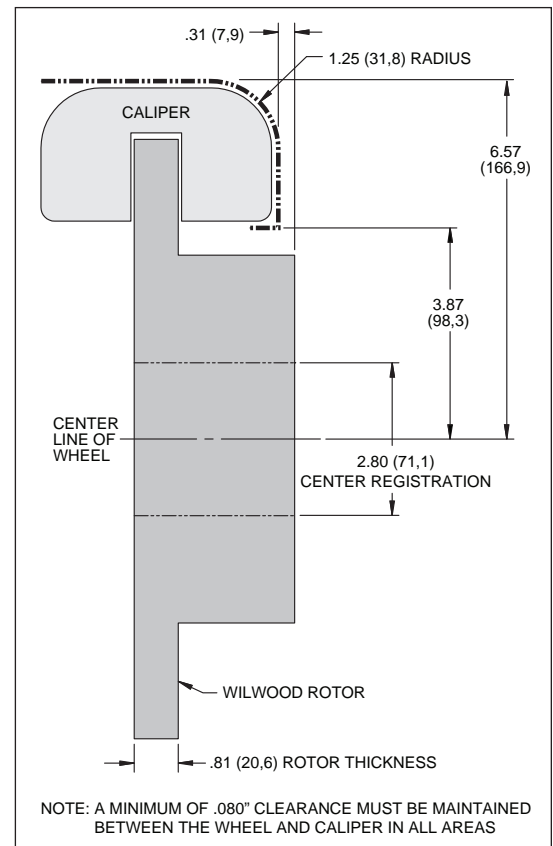 .31 (7,9)
1.25 (31,8) RADIUS
CALIPER
6.57
(166,9)
3.87
(98,3)
CENTER
LINE OF
WHEEL
2.80 (71,1)
CENTER REGISTRATION
WILWOOD ROTOR
.81 (20,6) ROTOR THICKNESS
NOTE: A MINIMUM OF .080” CLEARANCE MUST BE MAINTAINED
BETWEEN THE WHEEL AND CALIPER IN ALL AREAS